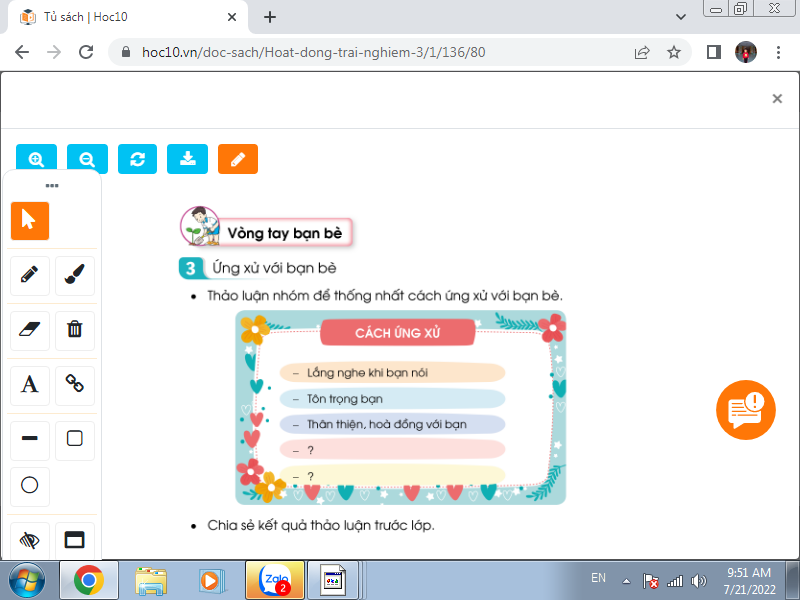 Tủ sách | Hoc10
hoc10.vn/doc-sach/Hoat-dong-trai-nghiem-3/1/136/80
Vòng tay bạn bè
3 Ứng xử với bạn bè
• Thảo luận nhóm để thống nhất cách ứng xử với bạn bè.
CÁCH ỨNG XỬ
– Lắng nghe khi bạn nói
– Tôn trọng bạn
– Thân thiện, hoà đồng với bạn
– ?
– ?
• Chia sẻ kết quả thảo luận trước lớp.
A
Zalo
2
EN
9:51 AM
7/21/2022